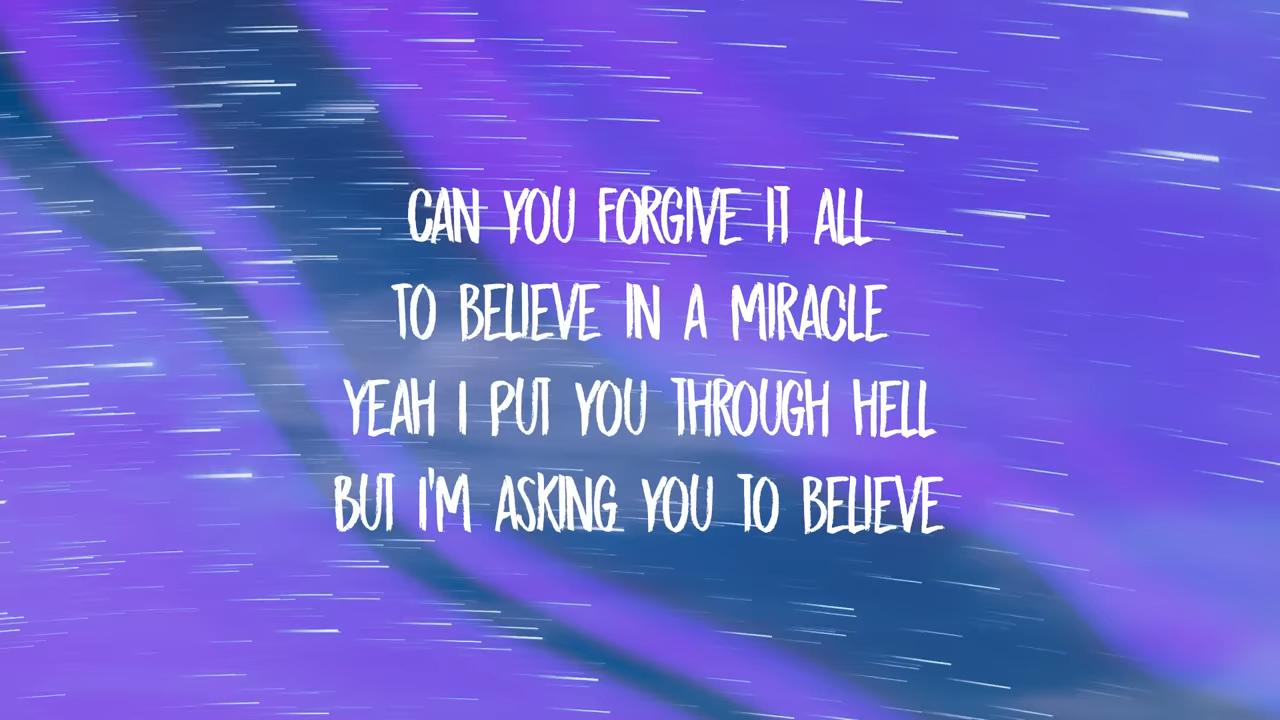 CAN YOU FORGIVE IT ALL
TO BELIEVE IN A MIRACLE
YEAH I PUT YOU THROUGH HELL
BUT I'M ASKING YOU TO BELIEVE